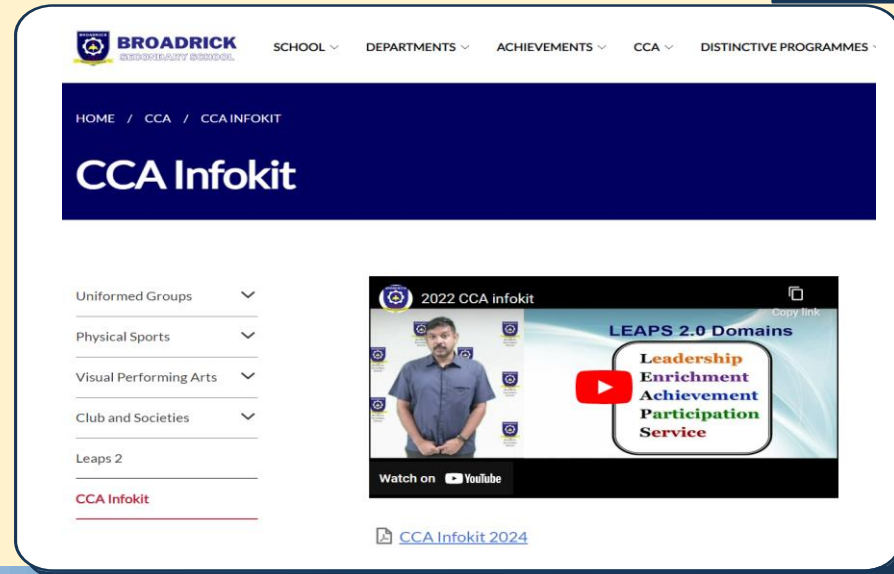 BROADRICK
SECONDARY SCHOOL
SCHOOL DEPARTMENTS ACHIEVEMENTS CCA DISTINCTIVE PROGRAMMES
HOME / CCA / CCA INFOKIT
CCA Infokit
Uniformed Groups
Physical Sports
Visual Performing Arts
Club and Societies
Leaps 2
CCA Infokit
2022 CCA infokit
Copy link
LEAPS 2.0 Domains
Leadership
Enrichment
Achievement
Participation
Service
Watch on YouTube
CCA Infokit 2024